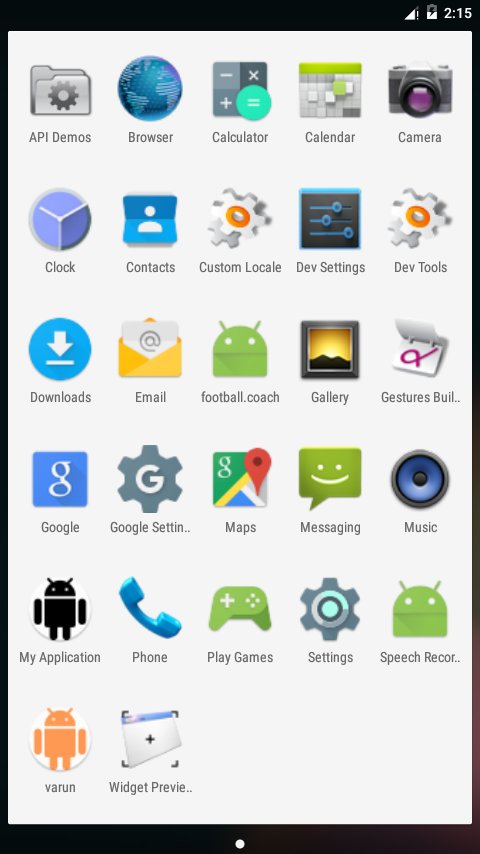 2:15
API Demos
Browser
Calculator
Calendar
Camera
Clock
Contacts
Custom Locale
Dev Settings
Dev Tools
Downloads
Email
football.coach
Gallery
Gestures Buil..
Google
Google Settin..
Maps
Messaging
Music
My Application
Phone
Play Games
Settings
Speech Recor..
varun
Widget Previe..